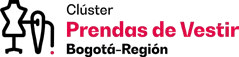 Clúster
Prendas de Vestir
Bogotá-Región